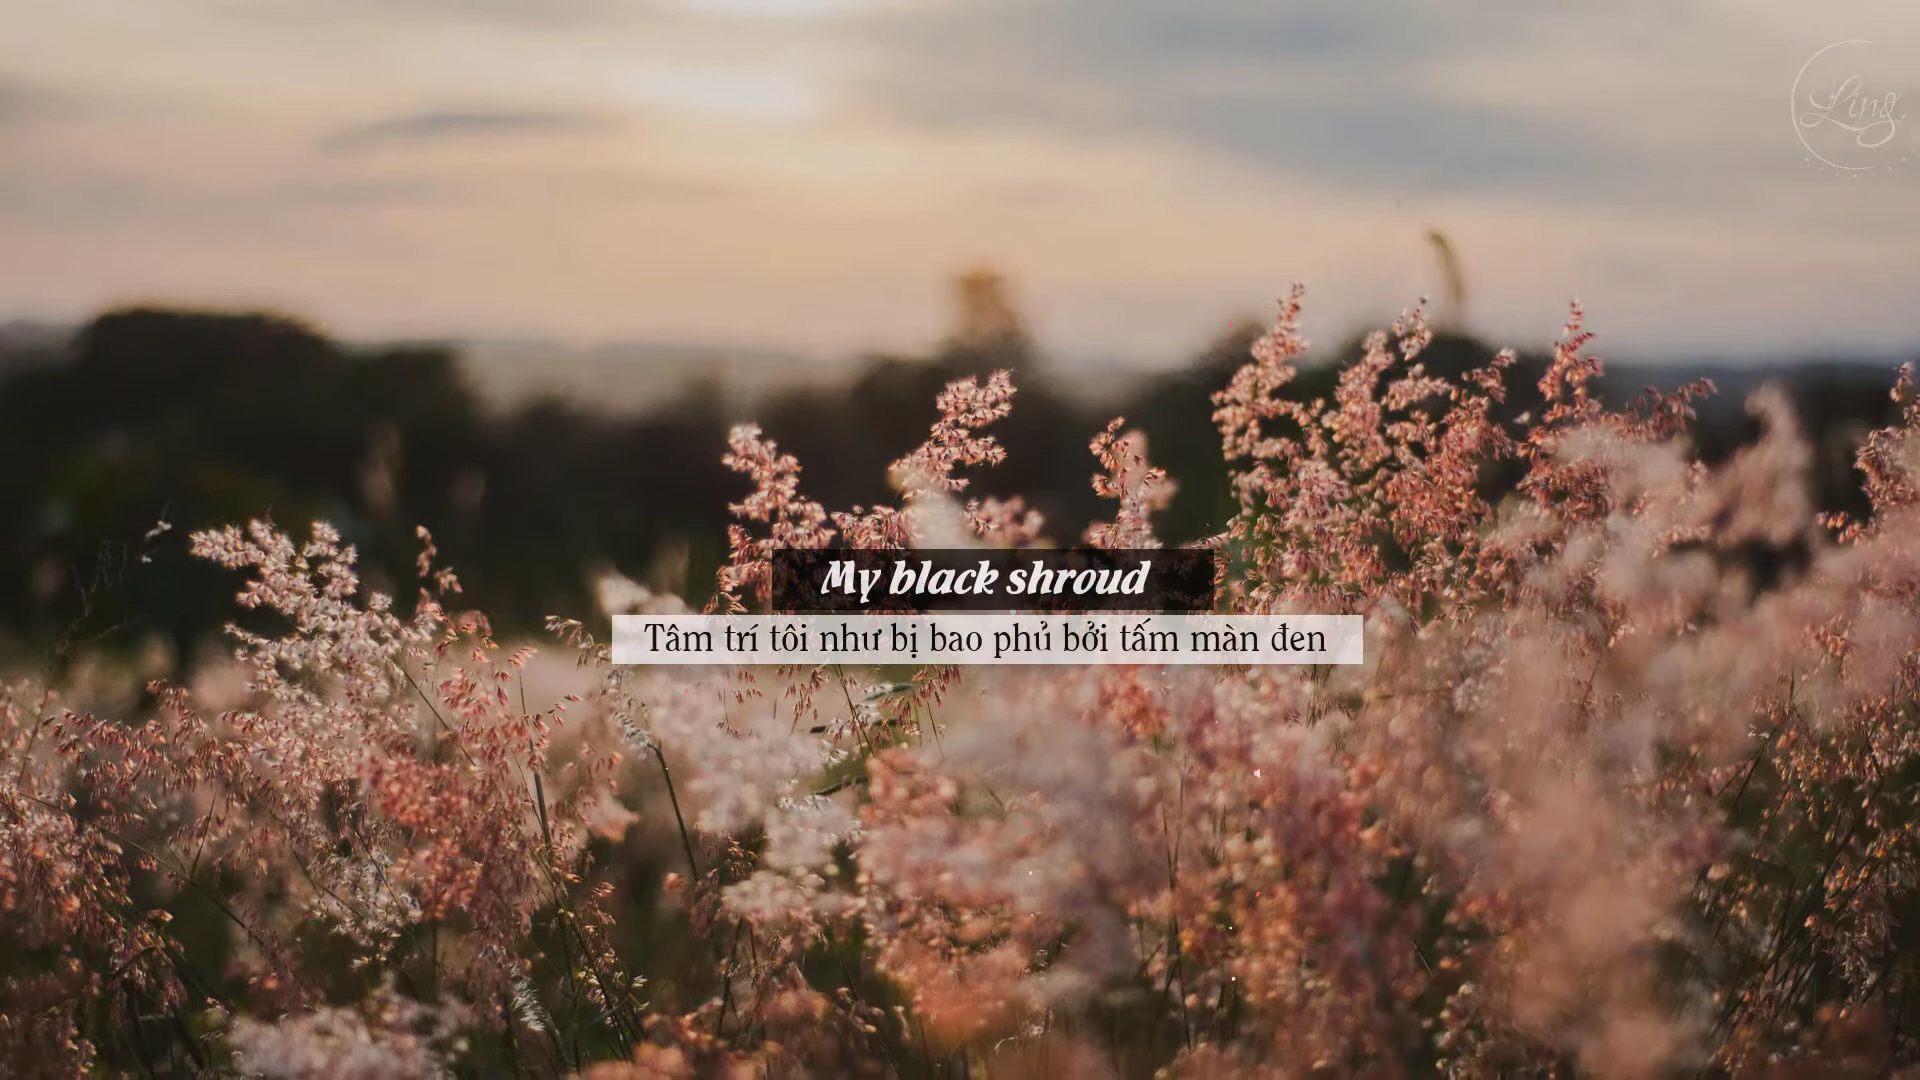 Ling
My black shroud
Tâm trí tôi như bị bao phủ bởi tấm màn đen